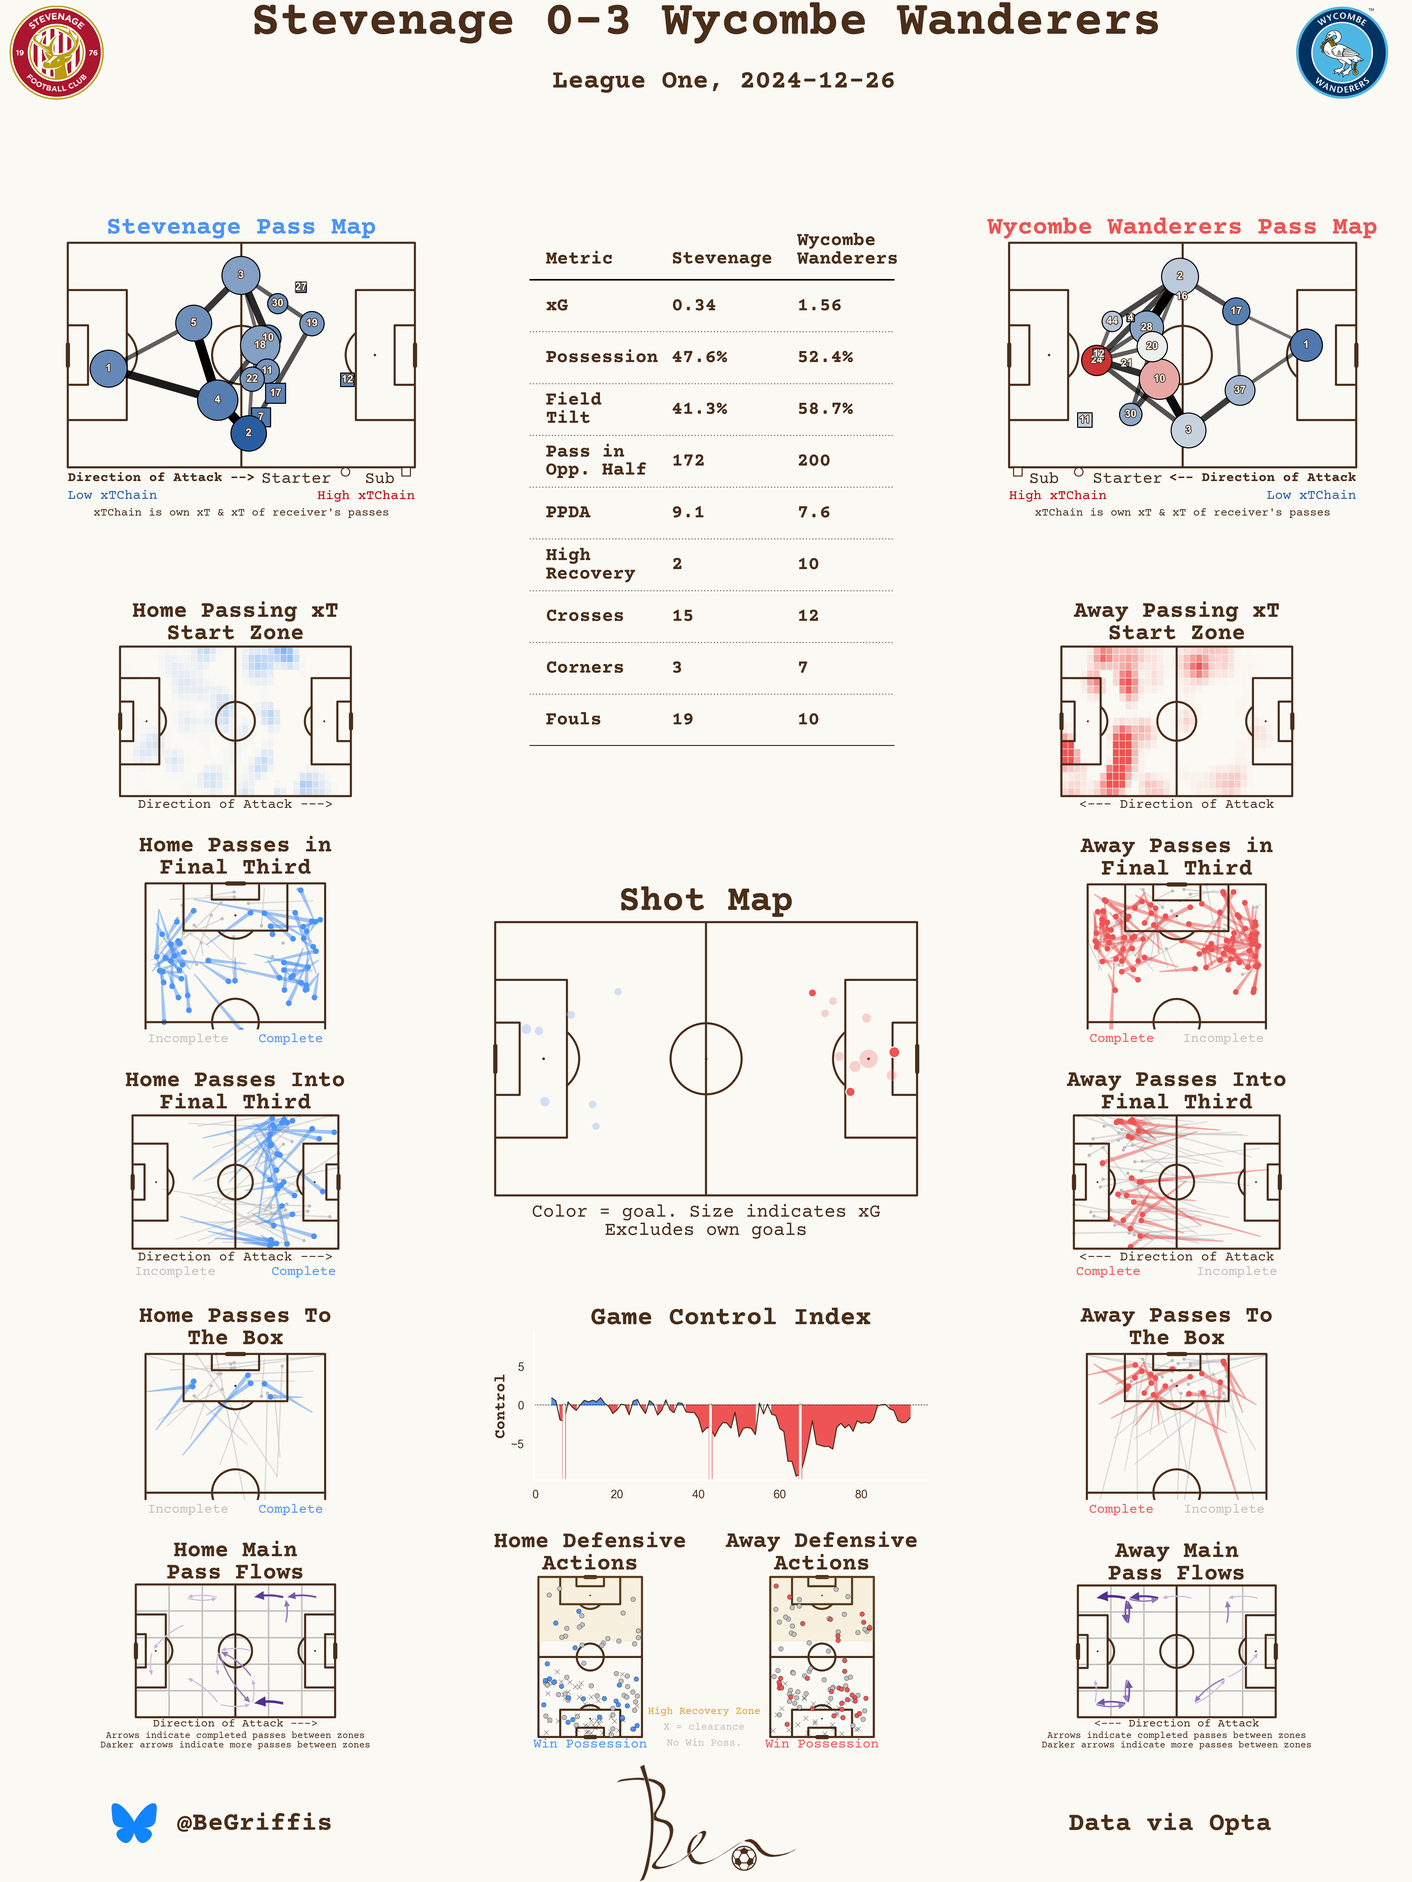 Stevenage 0-3 Wycombe Wanderers
League One, 2024-12-26
STEVENAGE
19 76
FOOTBALL CLUB
WYCOMBE
WANDERERS
TM
Stevenage Pass Map
3
27
30
19
5
10
18
1
11
22
12
17
4
7
2
Direction of Attack --> Starter Sub
Low xTChain High xTChain
xTChain is own xT & xT of receiver's passes
Metric Stevenage Wycombe
Wanderers
xG 0.34 1.56
Possession 47.6% 52.4%
Field
Tilt 41.3% 58.7%
Pass in
Opp. Half 172 200
PPDA 9.1 7.6
High
Recovery 2 10
Crosses 15 12
Corners 3 7
Fouls 19 10
Wycombe Wanderers Pass Map
2
16
17
44
28
20
1
12
24
21
10
37
30
11
3
Sub Starter <-- Direction of Attack
High xTChain Low xTChain
xTChain is own xT & xT of receiver's passes
Home Passing xT
Start Zone
Direction of Attack --->
Away Passing xT
Start Zone
<--- Direction of Attack
Home Passes in
Final Third
Incomplete Complete
Away Passes in
Final Third
Complete Incomplete
Shot Map
Color = goal. Size indicates xG
Excludes own goals
Home Passes Into
Final Third
Direction of Attack --->
Incomplete Complete
Away Passes Into
Final Third
<--- Direction of Attack
Complete Incomplete
Home Passes To
The Box
Incomplete Complete
Game Control Index
Control
5
0
−5
0 20 40 60 80
Away Passes To
The Box
Complete Incomplete
Home Main
Pass Flows
Direction of Attack --->
Arrows indicate completed passes between zones
Darker arrows indicate more passes between zones
Home Defensive
Actions
Win Possession
High Recovery Zone
X = clearance
No Win Poss.
Away Defensive
Actions
Win Possession
Away Main
Pass Flows
<--- Direction of Attack
Arrows indicate completed passes between zones
Darker arrows indicate more passes between zones
@BeGriffis
Ben
Data via Opta